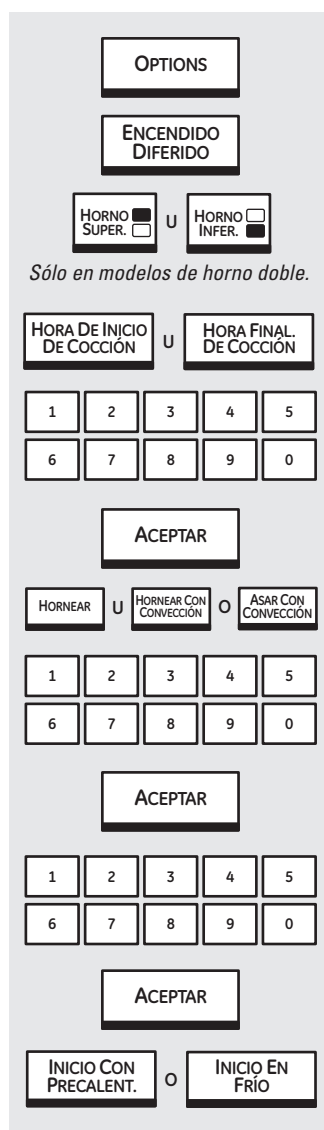 OPTIONS
ENCENDIDO
DIFERIDO
HORNO
SUPER.
U
HORNO
INFER.
Sólo en modelos de horno doble.
HORA DE INICIO
DE COCCIÓN
U
HORA FINAL.
DE COCCIÓN
1 2 3 4 5
6 7 8 9 0
ACEPTAR
HORNEAR
U
HORNEAR CON
CONVECCIÓN
O
ASAR CON
CONVECCIÓN
1 2 3 4 5
6 7 8 9 0
ACEPTAR
1 2 3 4 5
6 7 8 9 0
ACEPTAR
INICIO CON
PRECALENT.
O
INICIO EN
FRÍO